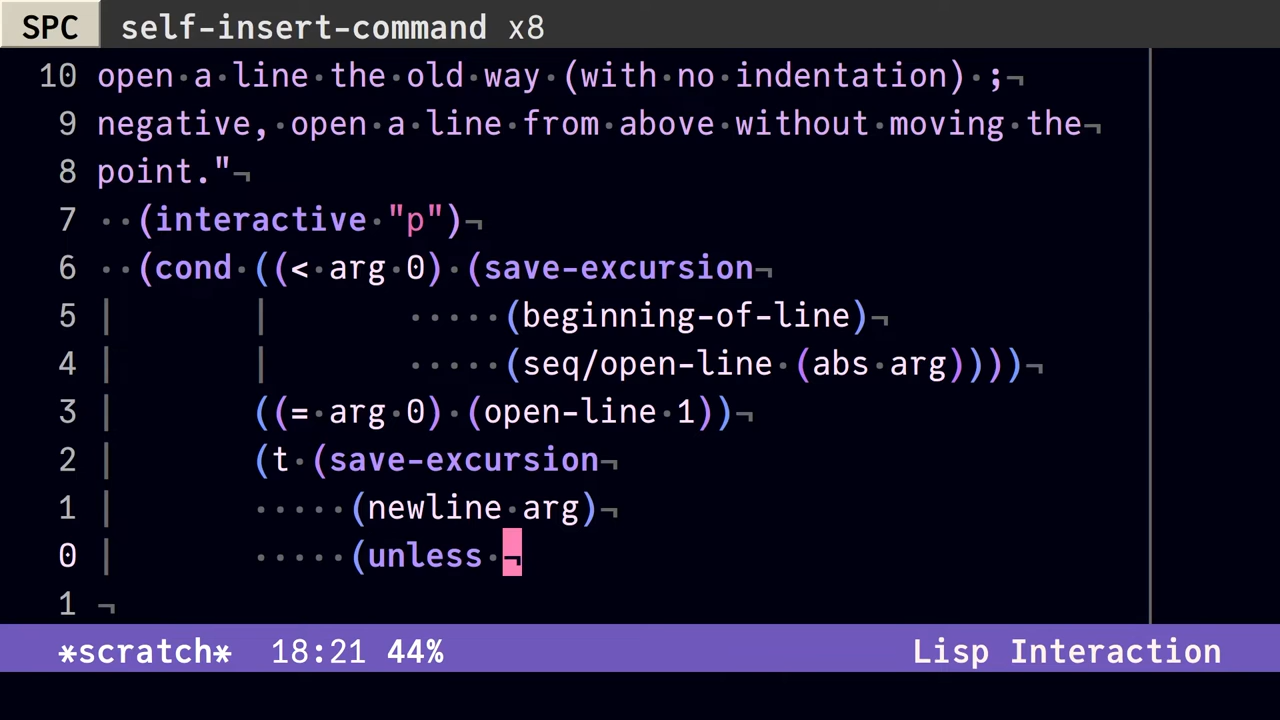 SPC self-insert-command x8
10 open·a·line·the·old·way·(with·no·indentation)·;¬
9 negative,·open·a·line·from·above·without·moving·the¬
8 point."¬
7 ··(interactive·"p")¬
6 ··(cond·((<·arg·0)·(save-excursion¬
5 |       |       ·····(beginning-of-line)¬
4 |       |       ·····(seq/open-line·(abs·arg))))¬
3 |       ((=·arg·0)·(open-line·1))¬
2 |       (t·(save-excursion¬
1 |       ·····(newline·arg)¬
0 |       ·····(unless·¬
1 ¬
*scratch* 18:21 44% Lisp Interaction